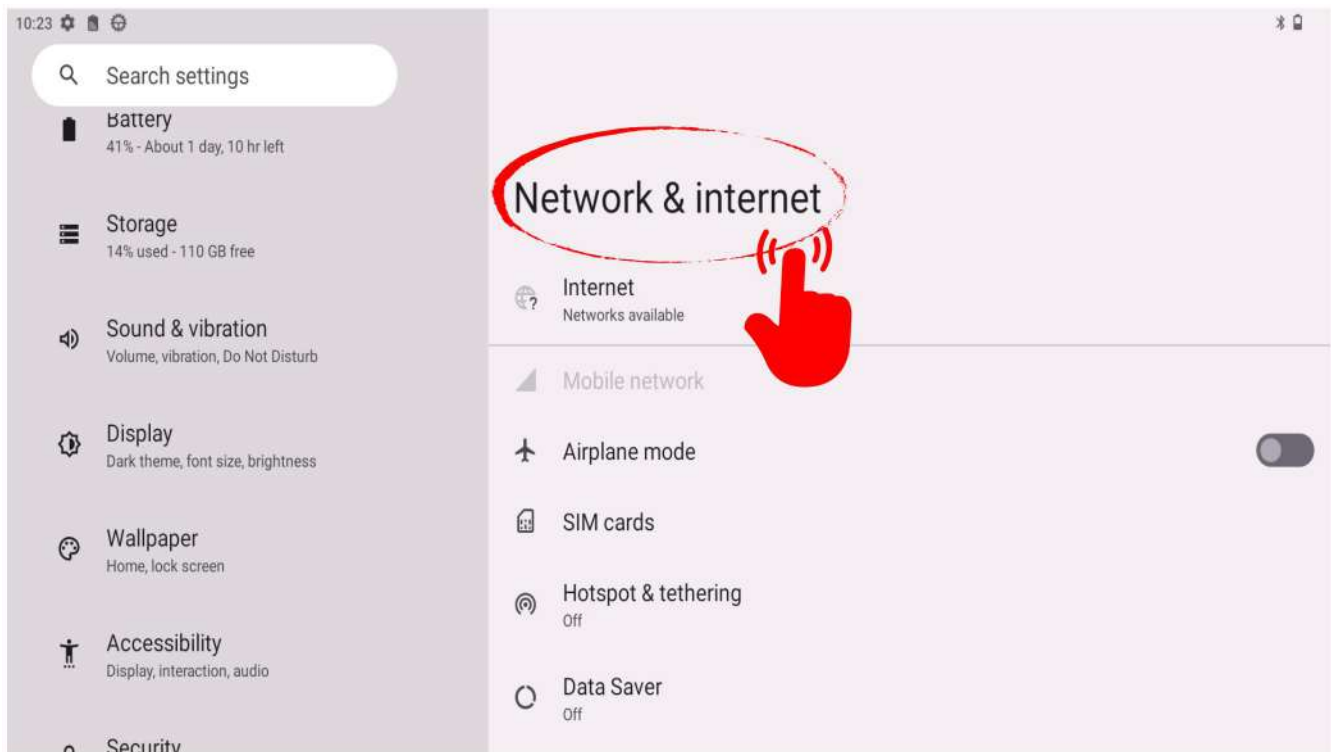 10:23
Search settings
Battery
41% - About 1 day, 10 hr left
Storage
14% used - 110 GB free
Sound & vibration
Volume, vibration, Do Not Disturb
Display
Dark theme, font size, brightness
Wallpaper
Home, lock screen
Accessibility
Display, interaction, audio
Security
Network & internet
Internet
Networks available
Mobile network
Airplane mode
SIM cards
Hotspot & tethering
Off
Data Saver
Off